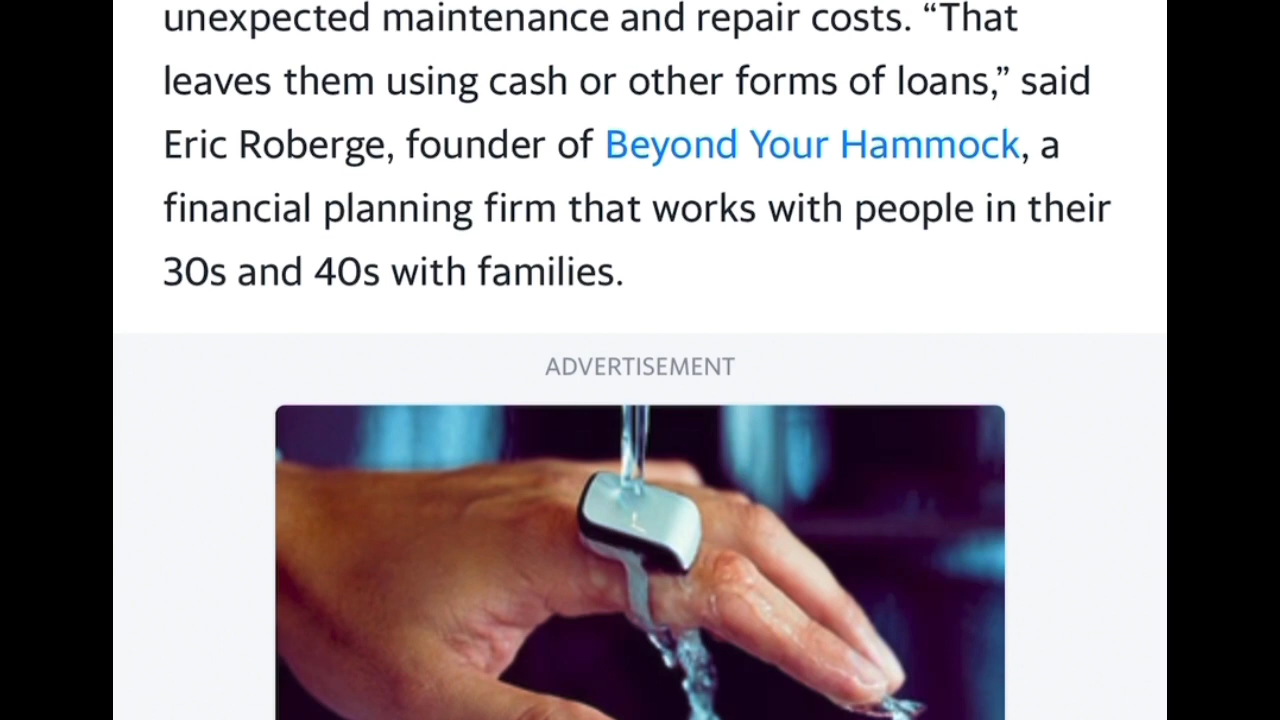 unexpected maintenance and repair costs. “That
leaves them using cash or other forms of loans,” said
Eric Roberge, founder of Beyond Your Hammock, a
financial planning firm that works with people in their
30s and 40s with families.
ADVERTISEMENT